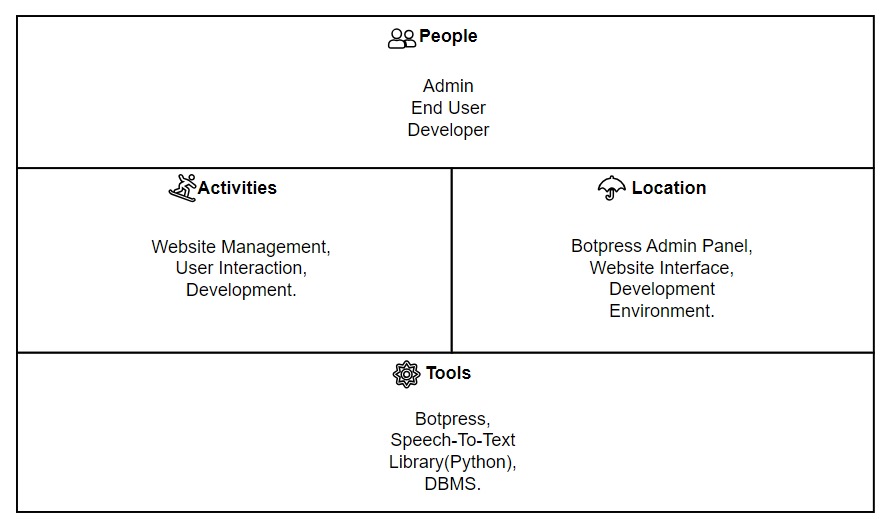 People
Admin
End User
Developer
Activities
Website Management,
User Interaction,
Development.
Location
Botpress Admin Panel,
Website Interface,
Development
Environment.
Tools
Botpress,
Speech-To-Text
Library(Python),
DBMS.